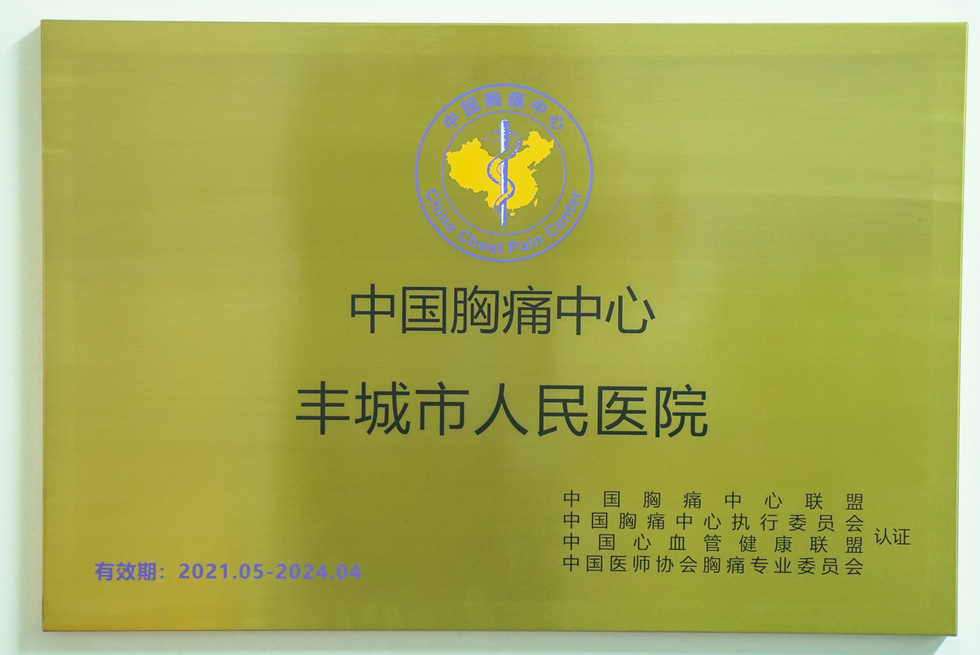 中国胸痛中心
China Chest Pain Center
中国胸痛中心
丰城市人民医院
中国胸痛中心联盟
中国胸痛中心执行委员会
中国心血管健康联盟
中国医师协会胸痛专业委员会
认证
有效期：2021.05-2024.04